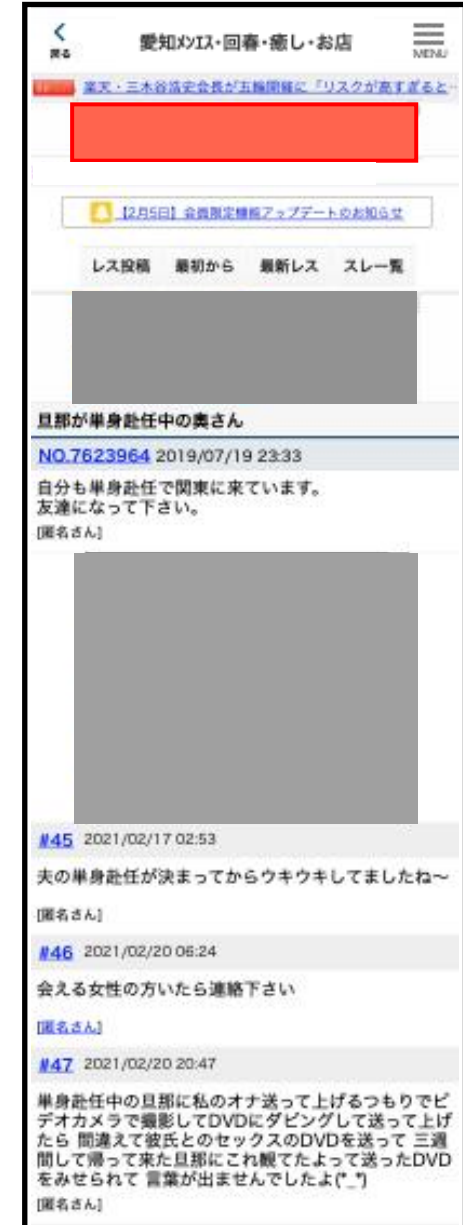 戻る
愛知メンエス・回春・癒し・お店
MENU
楽天・三木谷浩史会長が五輪開催に「リスクが高すぎると…
【2月5日】会員限定機能アップデートのお知らせ
レス投稿 最初から 最新レス スレ一覧
旦那が単身赴任中の奥さん
NO.7623964 2019/07/19 23:33
自分も単身赴任で関東に来ています。
友達になって下さい。
[匿名さん]
#45 2021/02/17 02:53
夫の単身赴任が決まってからウキウキしてましたね〜
[匿名さん]
#46 2021/02/20 06:24
会える女性の方いたら連絡下さい
[匿名さん]
#47 2021/02/20 20:47
単身赴任中の旦那に私のオナ送って上げるつもりでビ
デオカメラで撮影してDVDにダビングして送って上げ
たら 間違えて彼氏とのセックスのDVDを送って 三週
間して帰って来た旦那にこれ観てたよって送ったDVD
をみせられて 言葉が出ませんでしたよ(*_*)
[匿名さん]